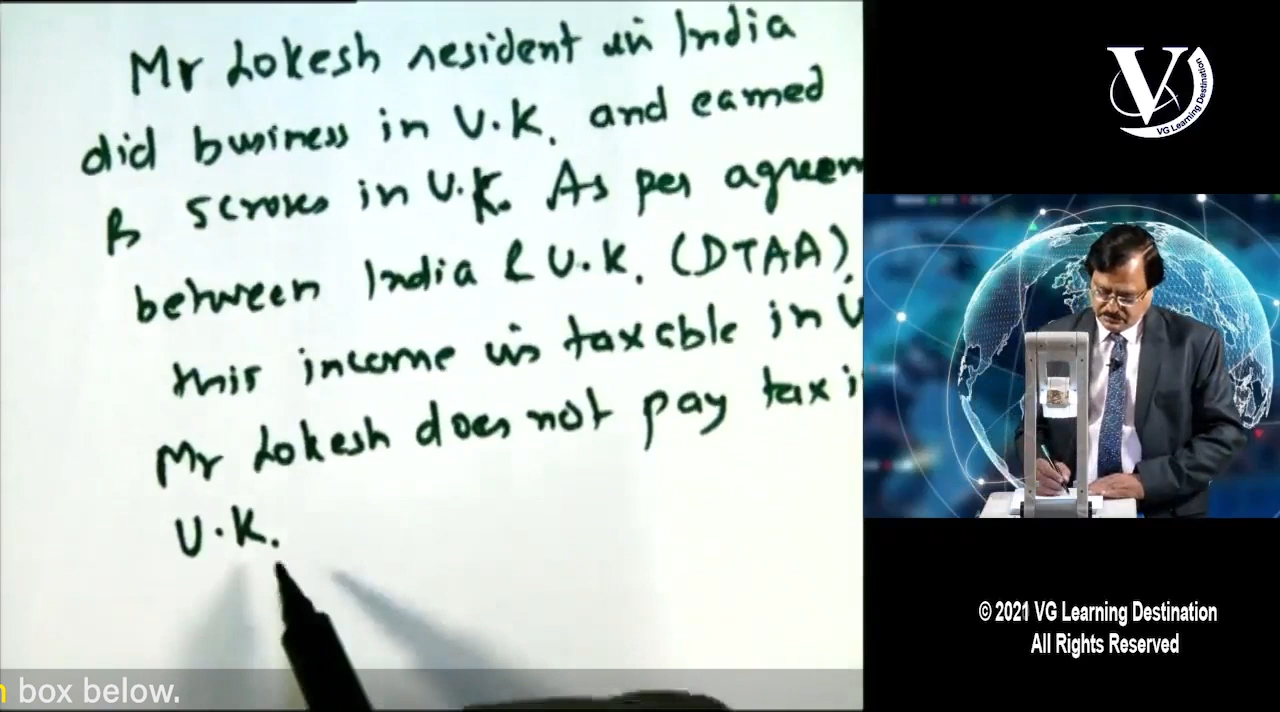 Mr Lokesh resident in India
did business in U.K. and earned
₨ 5 crores in U.K. As per agreem
between India & U.K. (DTAA),
this income is taxable in U
Mr Lokesh does not pay tax i
U.K.
box below.
V
VG Learning Destination
© 2021 VG Learning Destination
All Rights Reserved